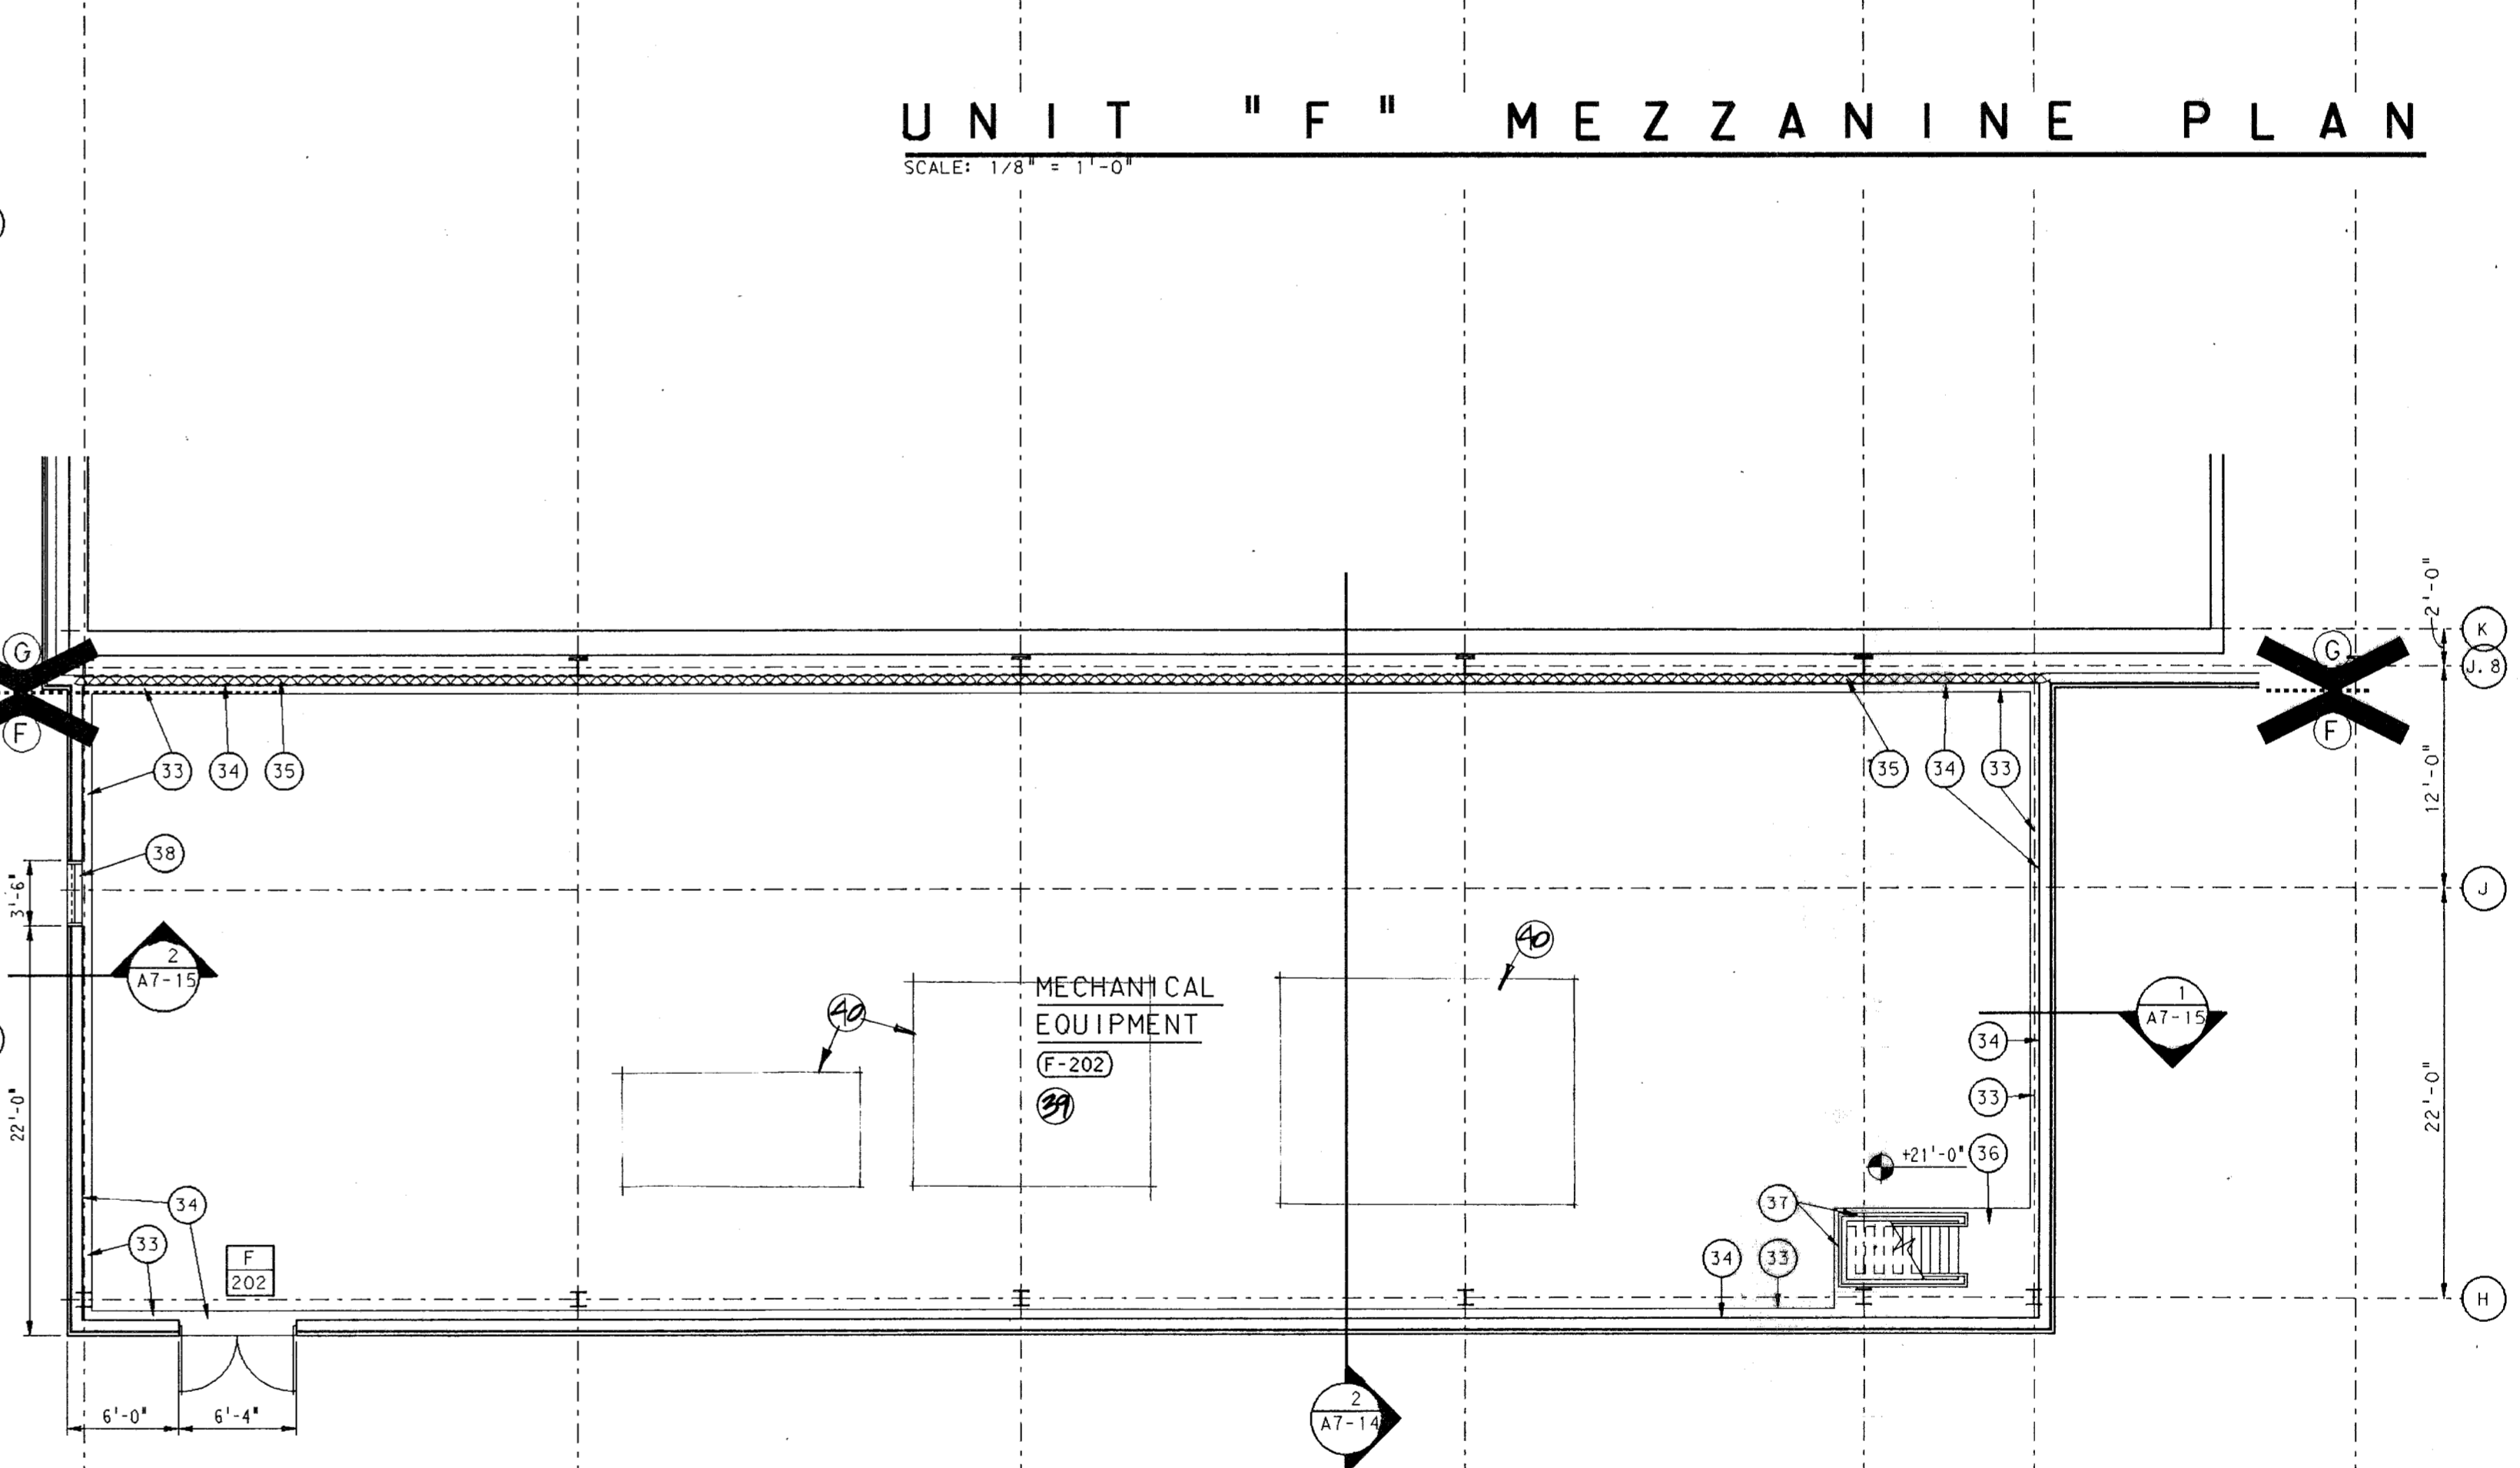 UNIT "F" MEZZANINE PLAN
SCALE: 1/8" = 1'-0"
2'-0"
K
G
G
J.8
F
F
33
34
35
35
34
33
12'-0"
38
3'-6"
J
40
2
A7-15
MECHANICAL
EQUIPMENT
F-202
39
40
1
A7-15
34
33
22'-0"
22'-0"
+21'-0"
36
37
34
33
F
202
34
33
H
6'-0"
6'-4"
2
A7-14